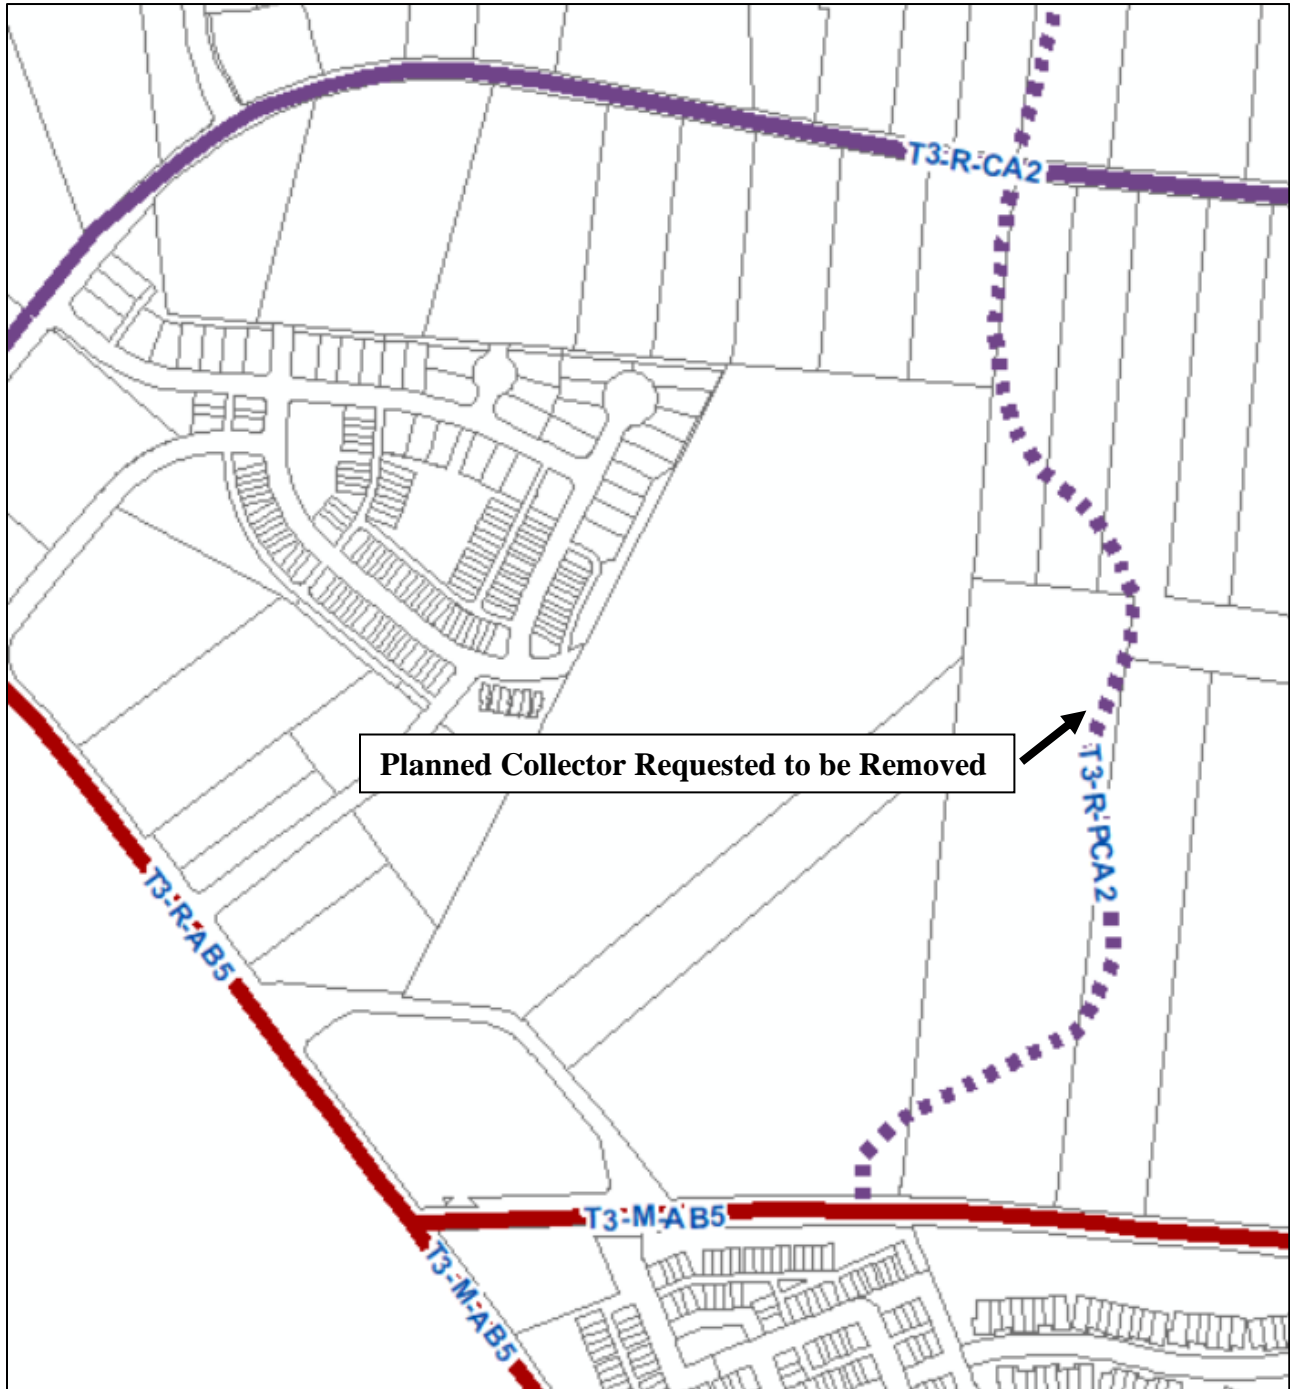 T3-R-CA2
Planned Collector Requested to be Removed
T3-R-PCA2
T3-R-AB5
T3-M-AB5
T3-M-AB5